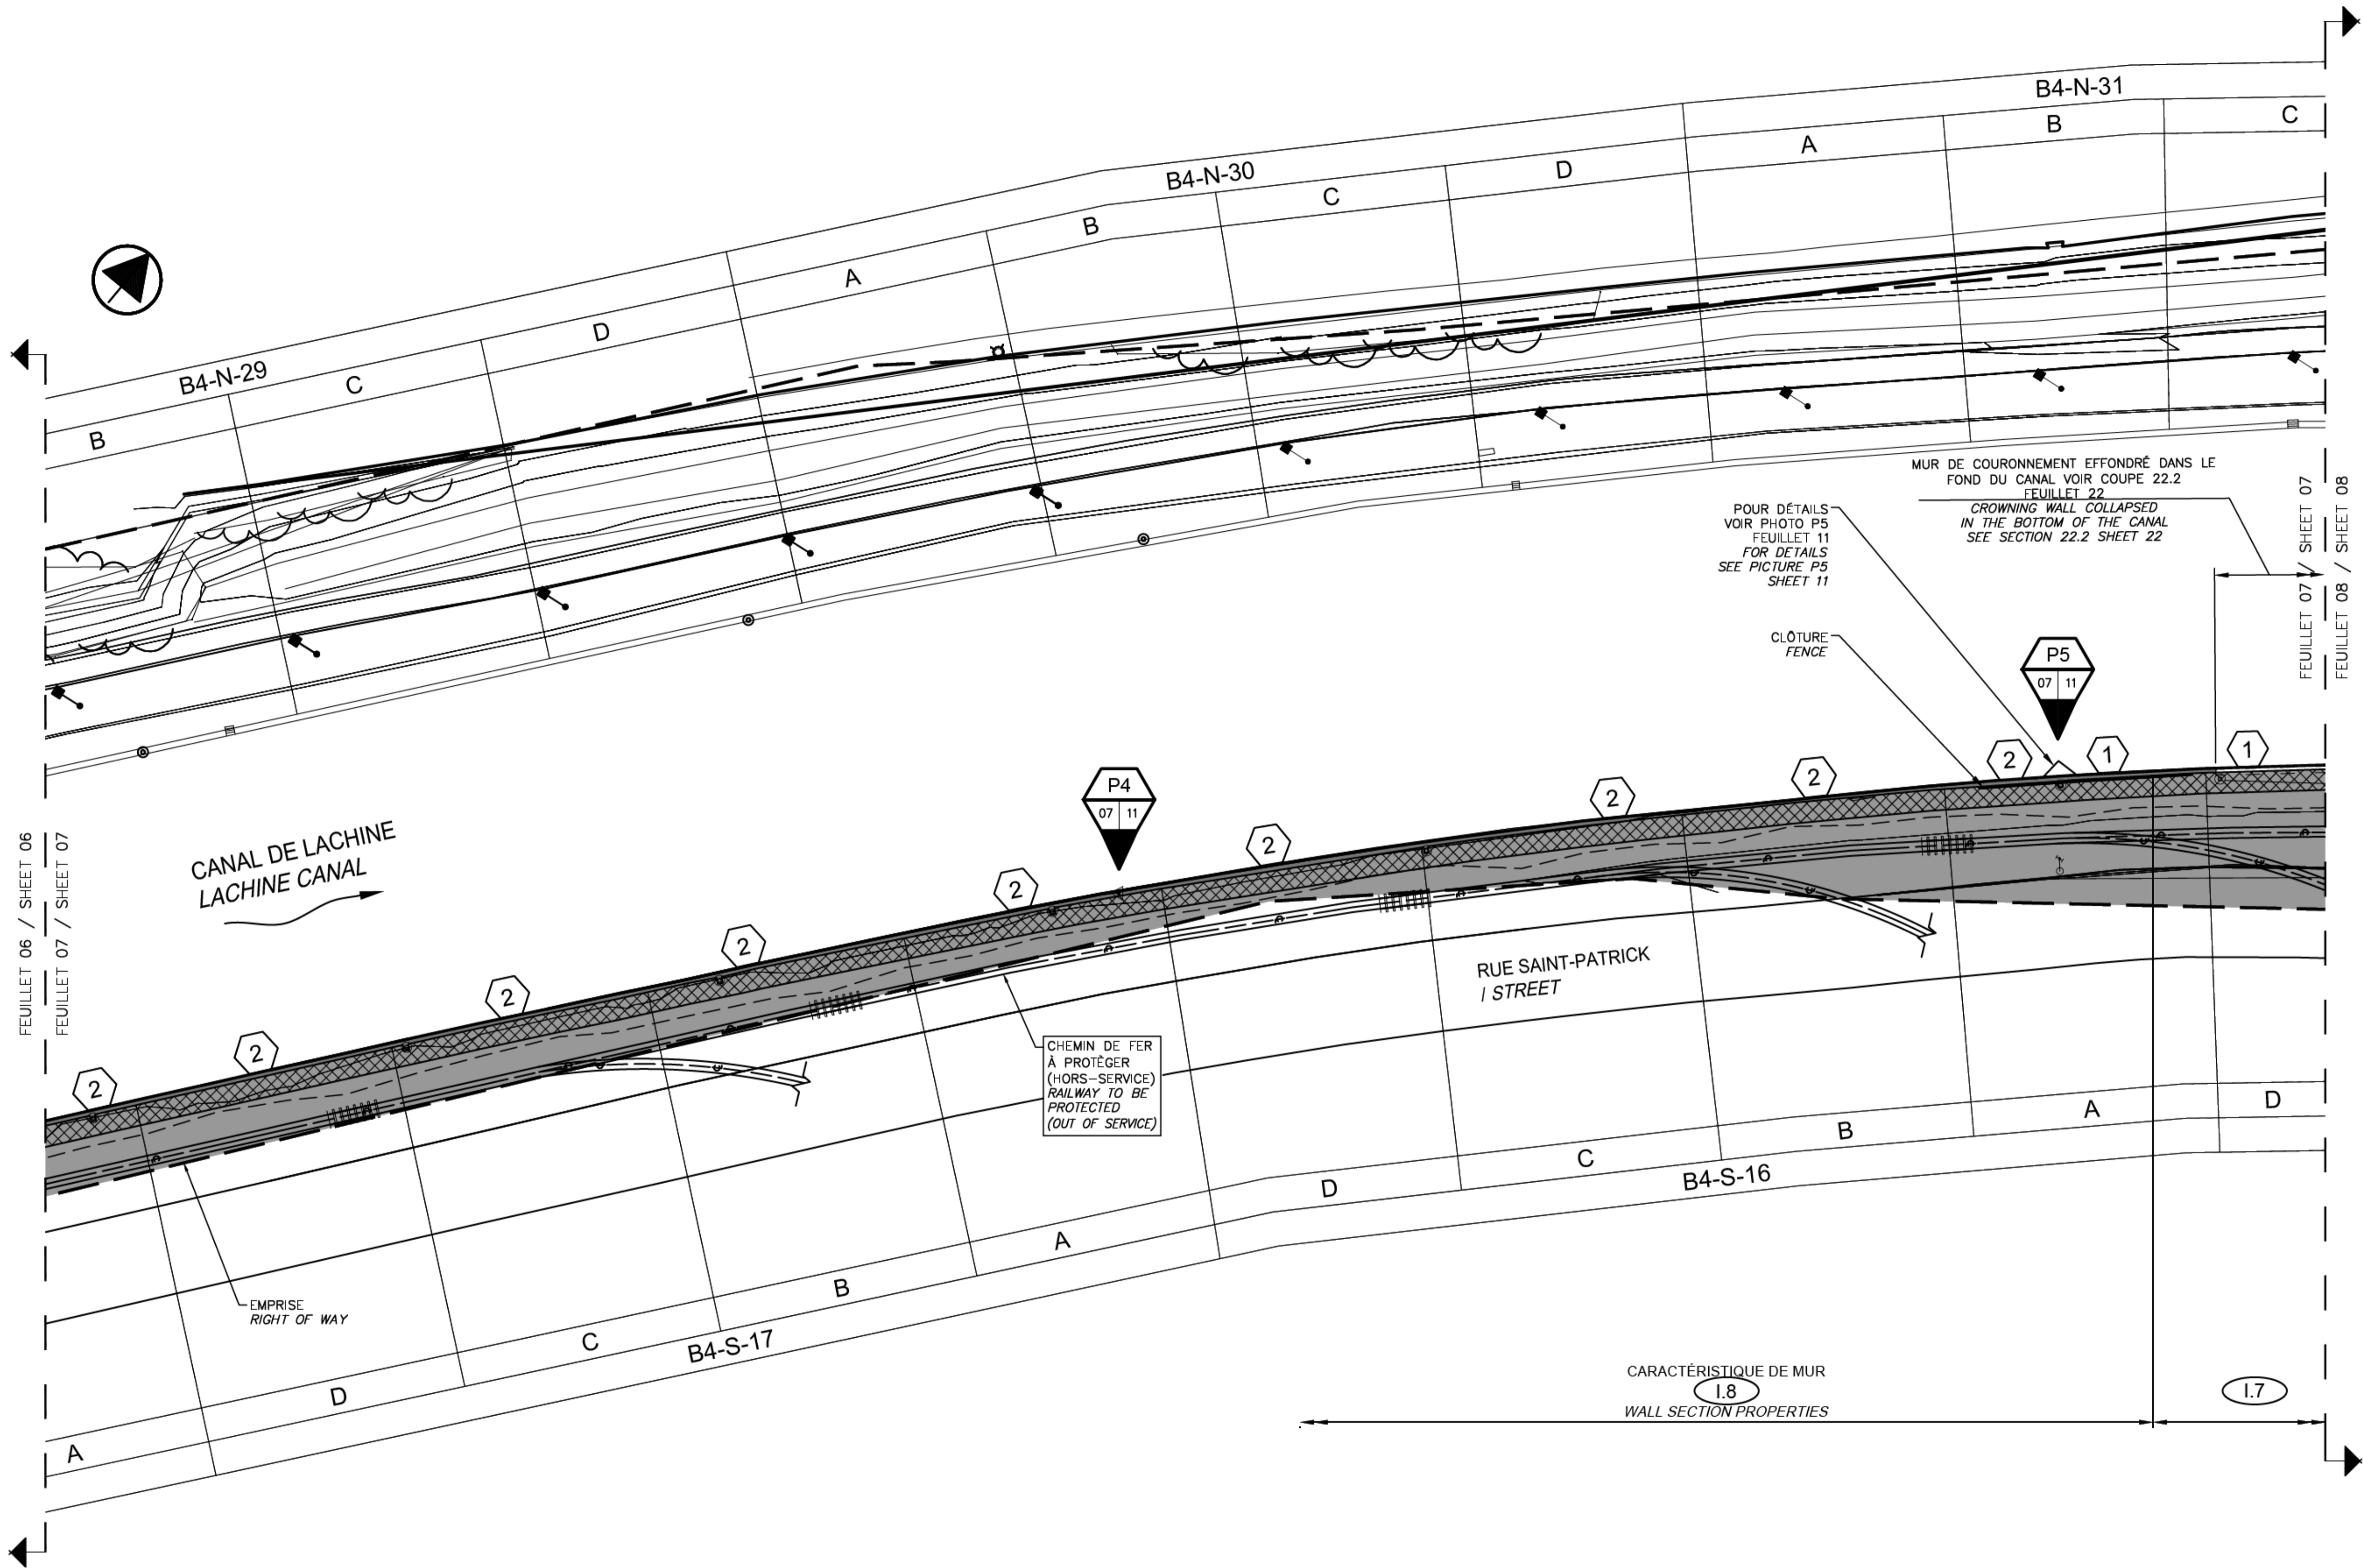 B4-N-31
A
B
C
B4-N-30
A
B
C
D
B4-N-29
B
C
D
MUR DE COURONNEMENT EFFONDRÉ DANS LE
FOND DU CANAL VOIR COUPE 22.2
FEUILLET 22
CROWNING WALL COLLAPSED
IN THE BOTTOM OF THE CANAL
SEE SECTION 22.2 SHEET 22
POUR DÉTAILS
VOIR PHOTO P5
FEUILLET 11
FOR DETAILS
SEE PICTURE P5
SHEET 11
CLÔTURE
FENCE
FEUILLET 07 / SHEET 07
FEUILLET 08 / SHEET 08
P5
07 11
P4
07 11
2
2
2
2
2
2
2
2
2
1
1
FEUILLET 06 / SHEET 06
FEUILLET 07 / SHEET 07
CANAL DE LACHINE
LACHINE CANAL
RUE SAINT-PATRICK
/ STREET
CHEMIN DE FER
À PROTÊGER
(HORS-SERVICE)
RAILWAY TO BE
PROTECTED
(OUT OF SERVICE)
EMPRISE
RIGHT OF WAY
A
D
C
B
A
B4-S-17
D
C
B
A
B4-S-16
D
CARACTÉRISTIQUE DE MUR
I.8
WALL SECTION PROPERTIES
I.7